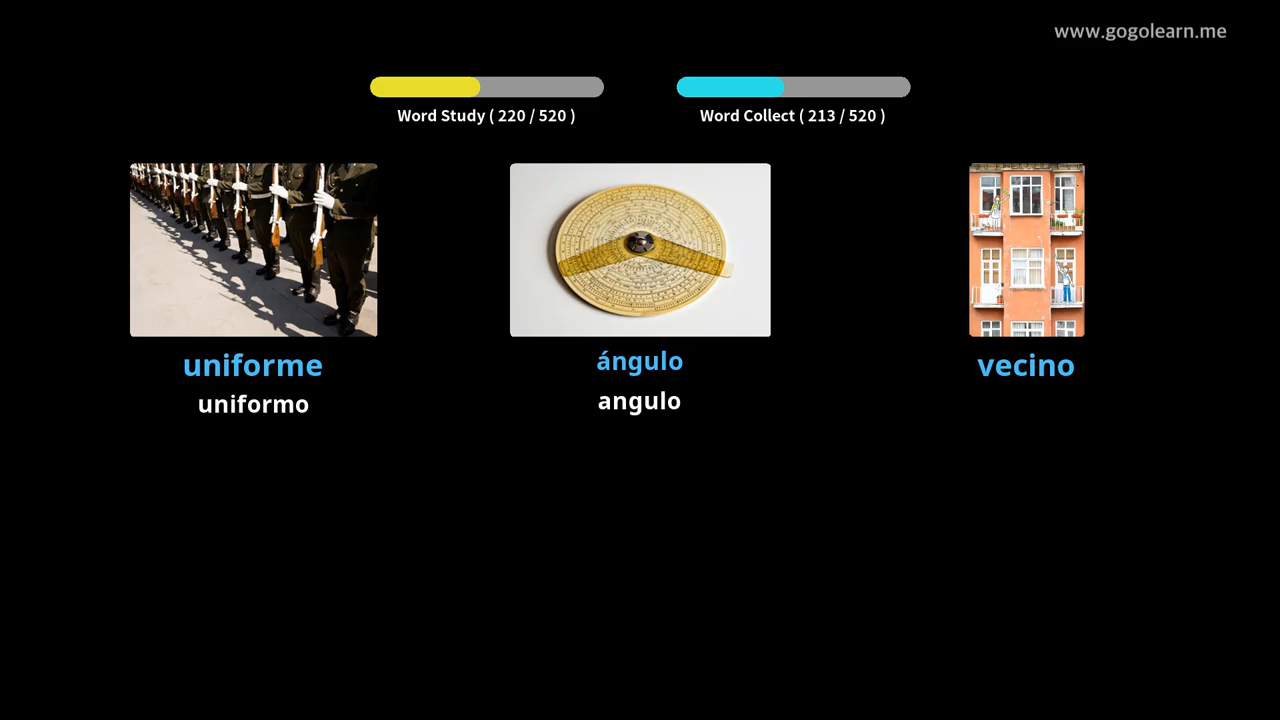 www.gogolearn.me
Word Study ( 220 / 520 )
Word Collect ( 213 / 520 )
uniforme
uniformo
ángulo
angulo
vecino